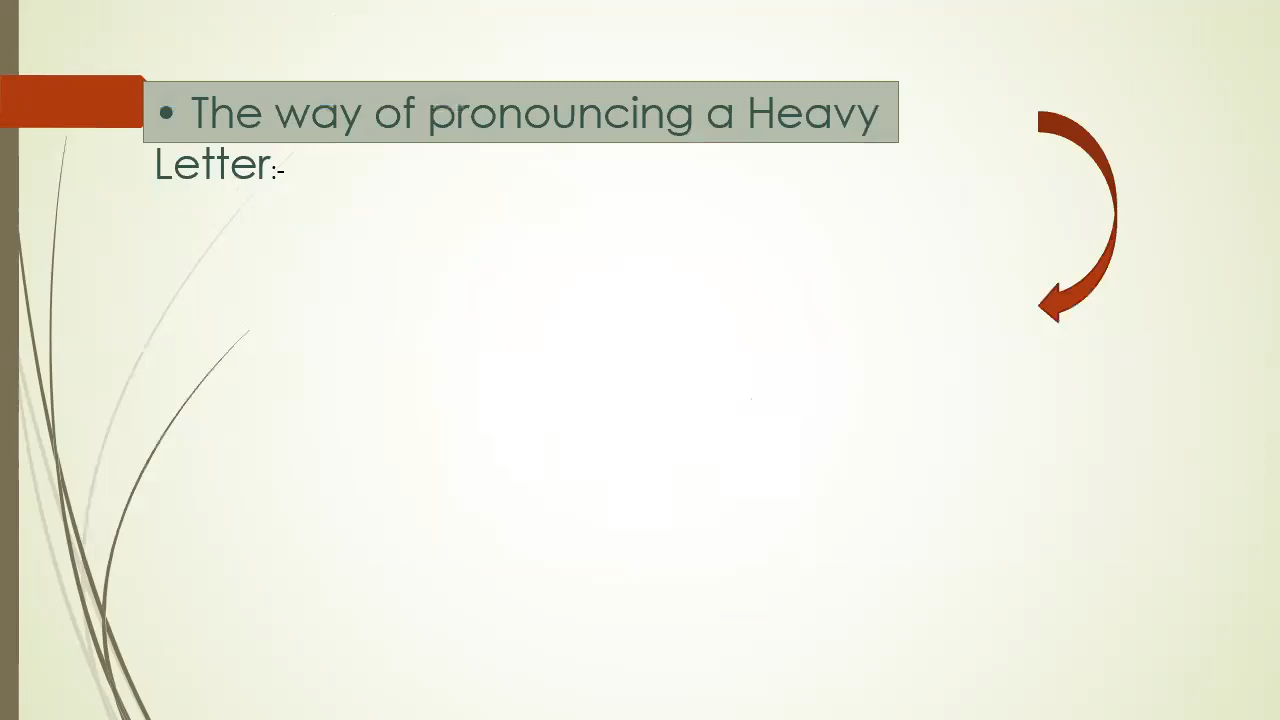 • The way of pronouncing a Heavy
Letter:-